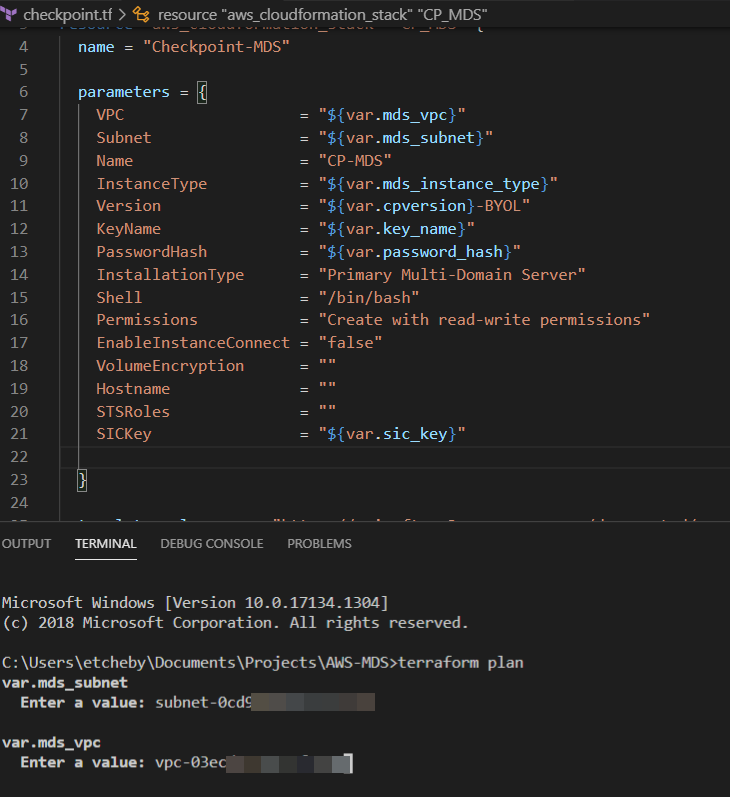 checkpoint.tf > resource "aws_cloudformation_stack" "CP_MDS"
4 name = "Checkpoint-MDS"
5
6 parameters = {
7 VPC = "${var.mds_vpc}"
8 Subnet = "${var.mds_subnet}"
9 Name = "CP-MDS"
10 InstanceType = "${var.mds_instance_type}"
11 Version = "${var.cpversion}-BYOL"
12 KeyName = "${var.key_name}"
13 PasswordHash = "${var.password_hash}"
14 InstallationType = "Primary Multi-Domain Server"
15 Shell = "/bin/bash"
16 Permissions = "Create with read-write permissions"
17 EnableInstanceConnect = "false"
18 VolumeEncryption = ""
19 Hostname = ""
20 STSRoles = ""
21 SICKey = "${var.sic_key}"
22
23 }
24
OUTPUT TERMINAL DEBUG CONSOLE PROBLEMS
Microsoft Windows [Version 10.0.17134.1304]
(c) 2018 Microsoft Corporation. All rights reserved.
C:\Users\etcheby\Documents\Projects\AWS-MDS>terraform plan
var.mds_subnet
Enter a value: subnet-0cd9
var.mds_vpc
Enter a value: vpc-03ec